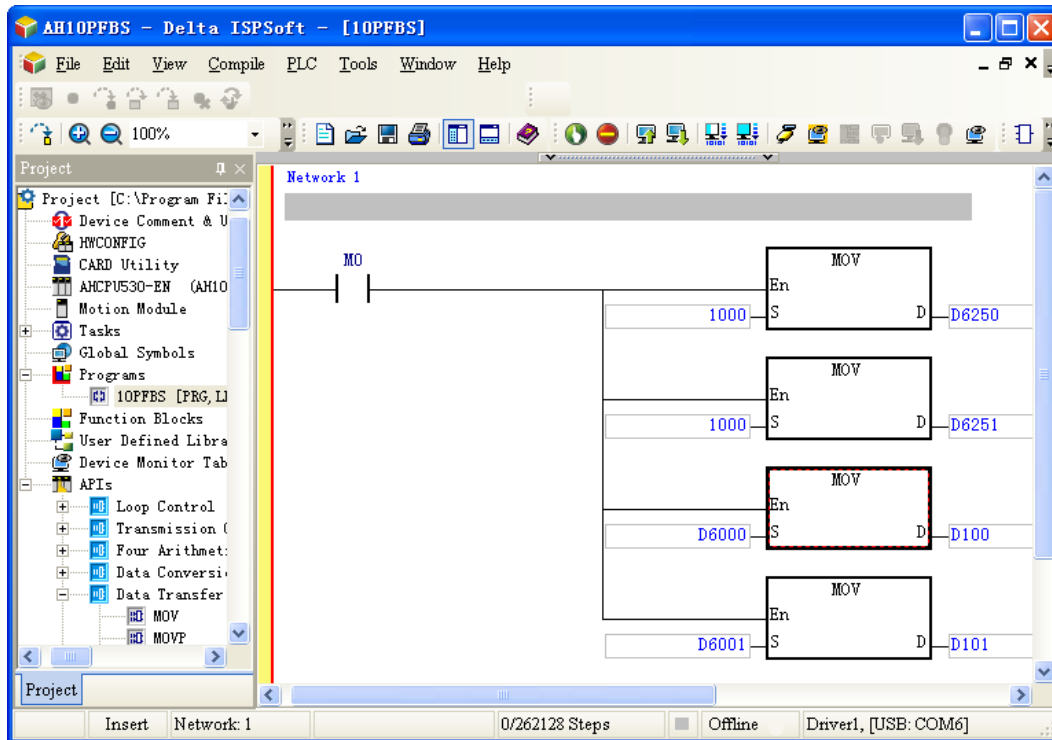 AH10PFBS - Delta ISPSoft - [10PFBS]
File Edit View Compile PLC Tools Window Help
100%
Project
Project [C:\Program Fi
Device Comment & U
HWCONFIG
CARD Utility
AHCPU530-EN (AH10
Motion Module
Tasks
Global Symbols
Programs
10PFBS [PRG, L
Function Blocks
User Defined Libra
Device Monitor Tab
APIs
Loop Control
Transmission
Four Arithmet
Data Conversi
Data Transfer
MOV
MOVP
Project
Network 1
M0
MOV
En
1000 S D D6250
MOV
En
1000 S D D6251
MOV
En
D6000 S D D100
MOV
En
D6001 S D D101
Insert Network: 1 0/262128 Steps Offline Driver1, [USB: COM6]